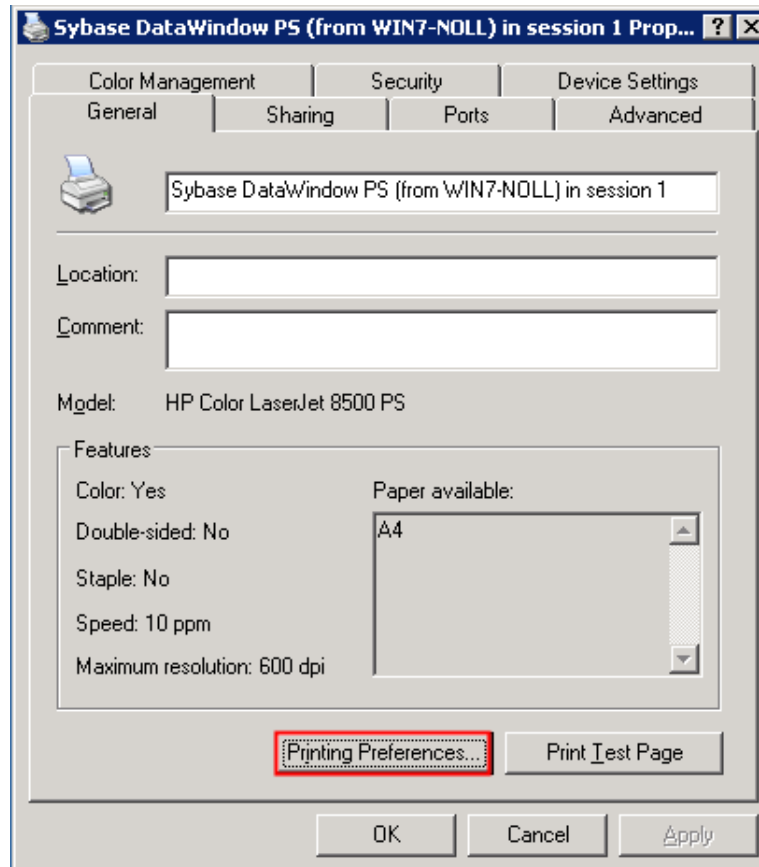 Sybase DataWindow PS (from WIN7-NOLL) in session 1 Prop... ? X
Color Management Security Device Settings
General Sharing Ports Advanced
Sybase DataWindow PS (from WIN7-NOLL) in session 1
Location:
Comment:
Model: HP Color LaserJet 8500 PS
Features
Color: Yes Paper available:
Double-sided: No A4
Staple: No
Speed: 10 ppm
Maximum resolution: 600 dpi
Printing Preferences... Print Test Page
OK Cancel Apply